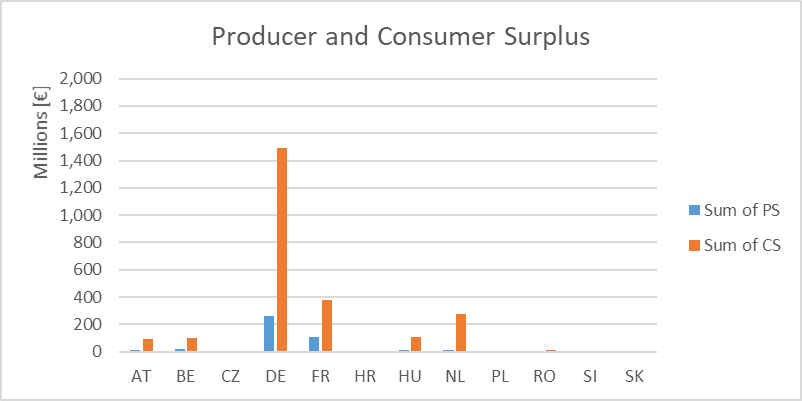 Producer and Consumer Surplus
Millions [€]
2,000
1,800
1,600
1,400
1,200
1,000
800
600
400
200
0
AT BE CZ DE FR HR HU NL PL RO SI SK
Sum of PS
Sum of CS